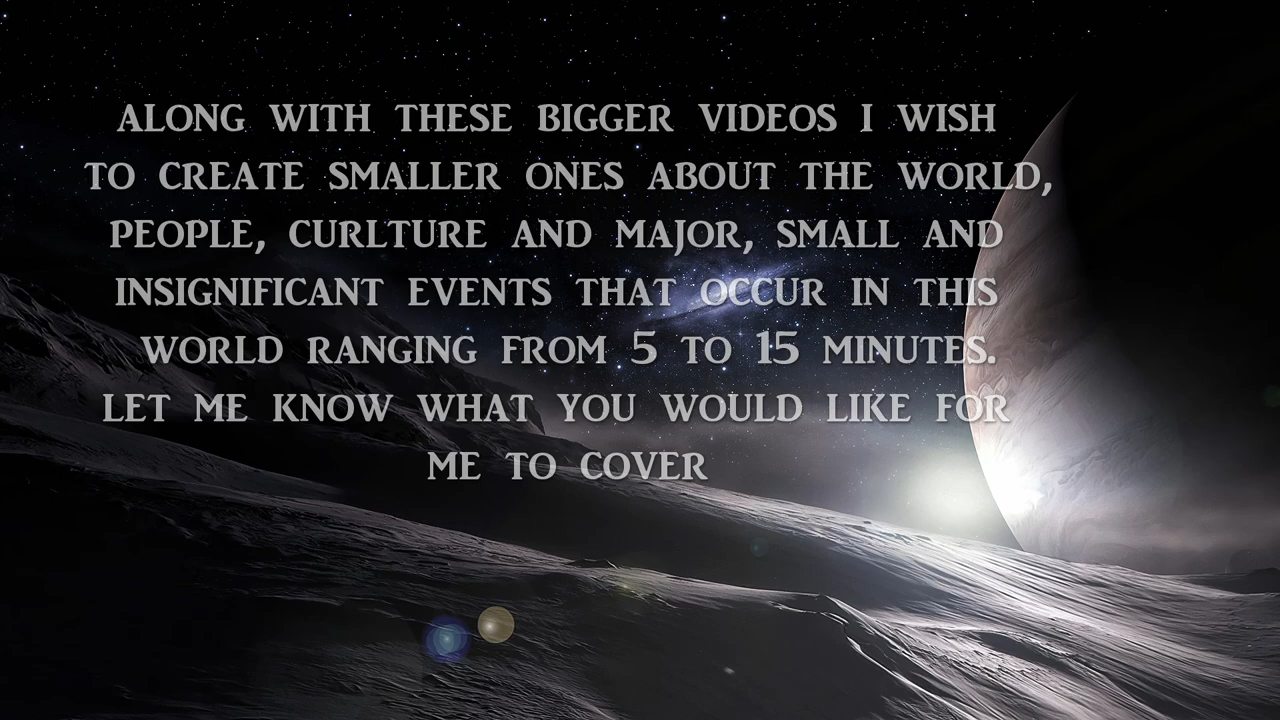 ALONG WITH THESE BIGGER VIDEOS I WISH
TO CREATE SMALLER ONES ABOUT THE WORLD,
PEOPLE, CURLTURE AND MAJOR, SMALL AND
INSIGNIFICANT EVENTS THAT OCCUR IN THIS
WORLD RANGING FROM 5 TO 15 MINUTES.
LET ME KNOW WHAT YOU WOULD LIKE FOR
ME TO COVER